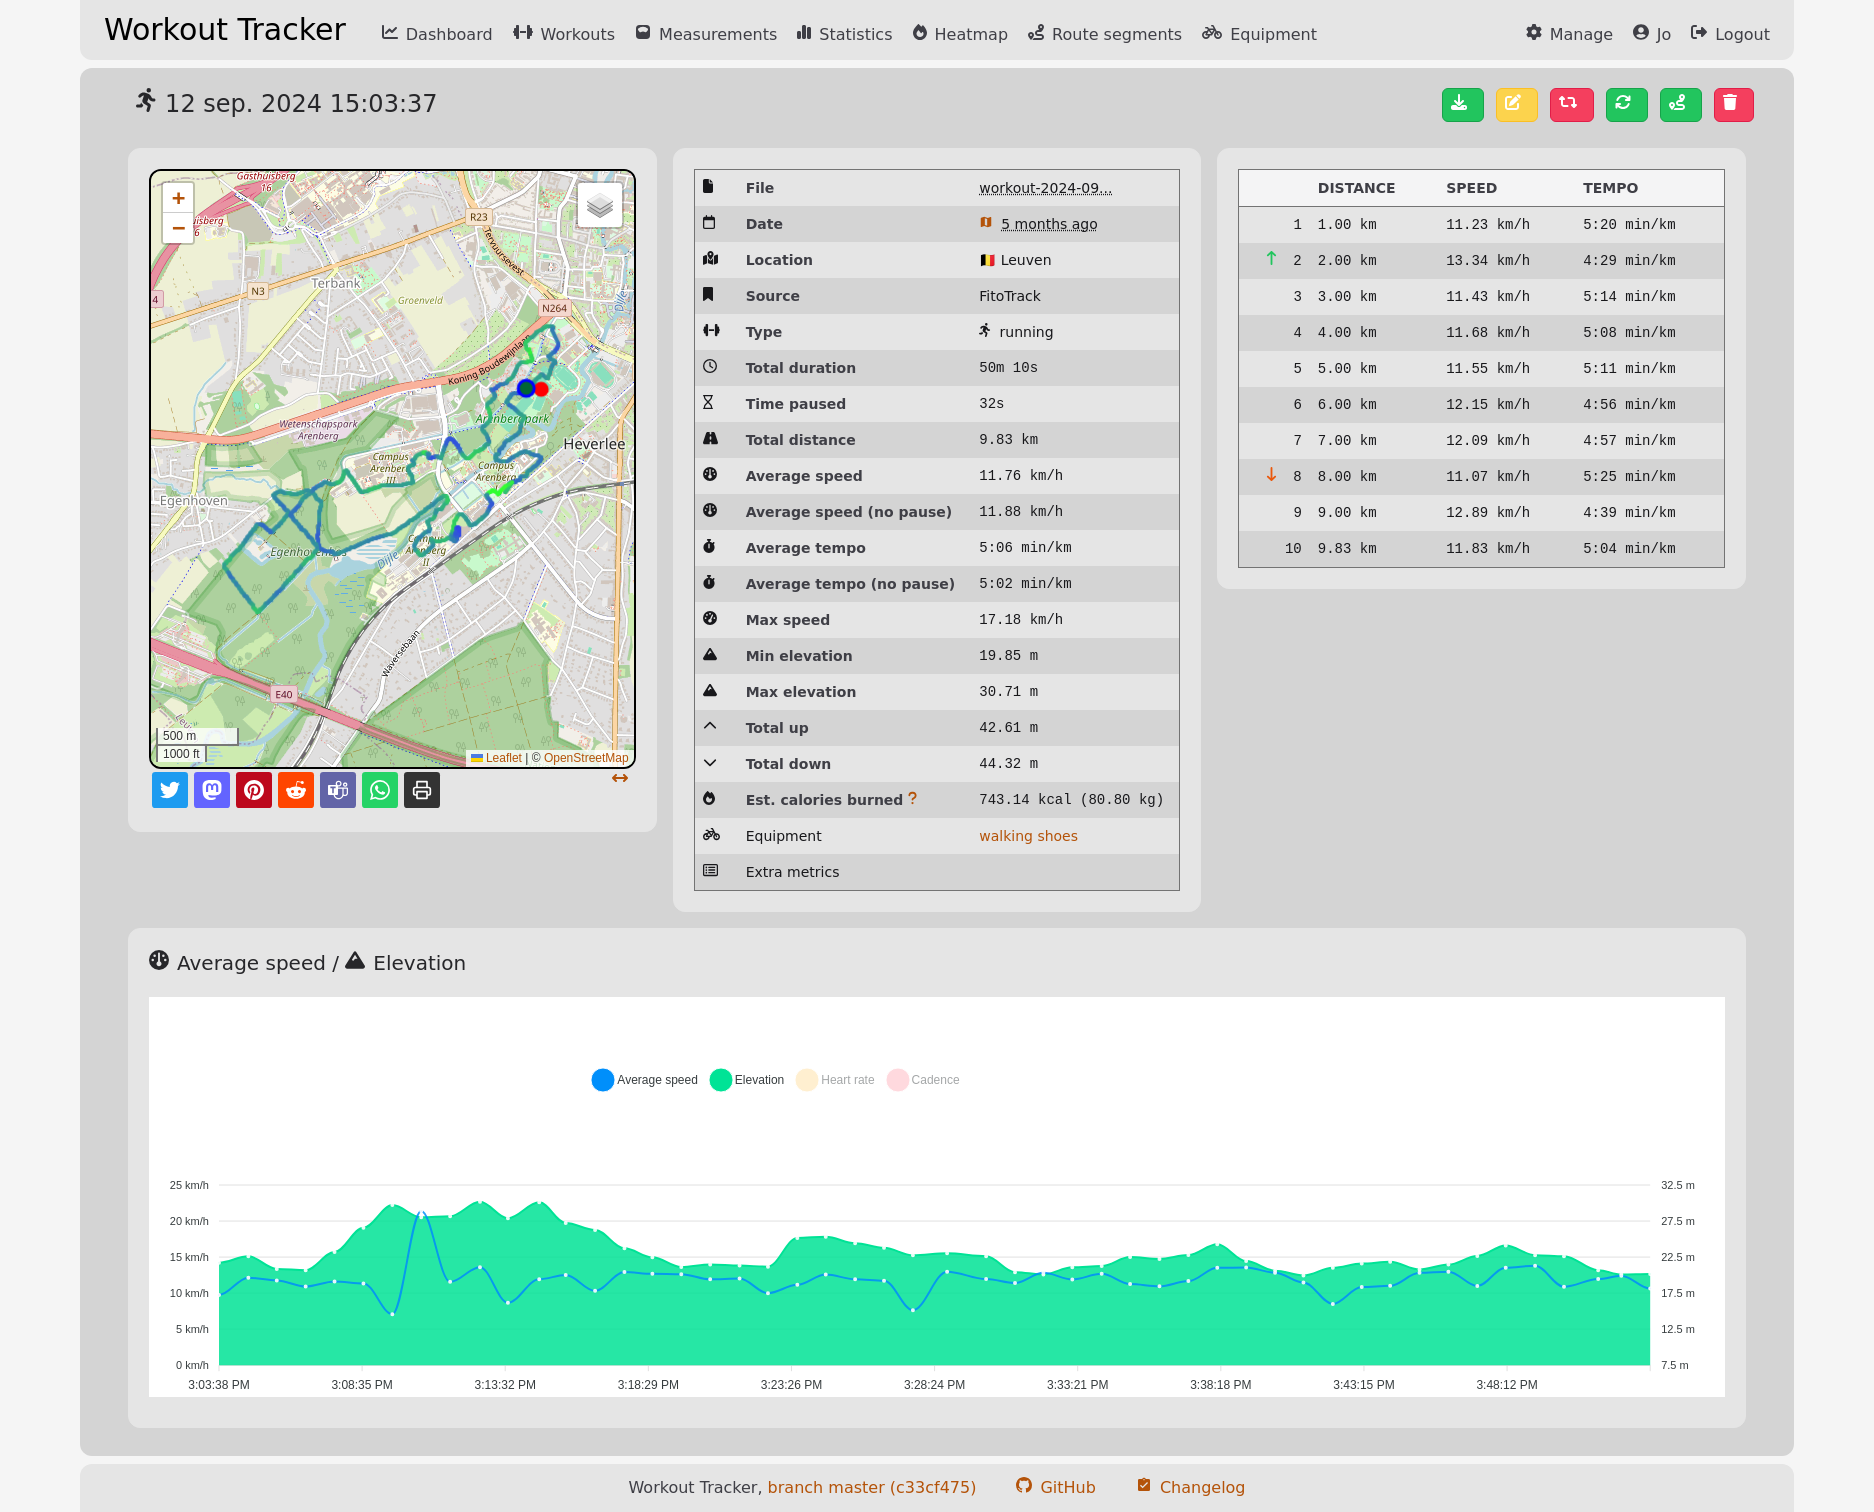 Workout Tracker Dashboard Workouts Measurements Statistics Heatmap Route segments Equipment Manage Jo Logout
12 sep. 2024 15:03:37
+
−
Gasthuisberg
16
uisberg
R23
Tervuursevest
Dijle
N3
Terbank
4
Groenveld
N264
Koning Boudewijnlaan
Arenbergpark
Wetenschapspark
Arenberg
Heverlee
Campus
Arenberg
III
Campus
Arenberg
Egenhoven
Egenhovenbos
Dijle
Campus
Arenberg
II
Waversebaan
E40
500 m
1000 ft
Leaflet | © OpenStreetMap
File workout-2024-09...
Date 5 months ago
Location Leuven
Source FitoTrack
Type running
Total duration 50m 10s
Time paused 32s
Total distance 9.83 km
Average speed 11.76 km/h
Average speed (no pause) 11.88 km/h
Average tempo 5:06 min/km
Average tempo (no pause) 5:02 min/km
Max speed 17.18 km/h
Min elevation 19.85 m
Max elevation 30.71 m
Total up 42.61 m
Total down 44.32 m
Est. calories burned ? 743.14 kcal (80.80 kg)
Equipment walking shoes
Extra metrics
DISTANCE SPEED TEMPO
1 1.00 km 11.23 km/h 5:20 min/km
↑ 2 2.00 km 13.34 km/h 4:29 min/km
3 3.00 km 11.43 km/h 5:14 min/km
4 4.00 km 11.68 km/h 5:08 min/km
5 5.00 km 11.55 km/h 5:11 min/km
6 6.00 km 12.15 km/h 4:56 min/km
7 7.00 km 12.09 km/h 4:57 min/km
↓ 8 8.00 km 11.07 km/h 5:25 min/km
9 9.00 km 12.89 km/h 4:39 min/km
10 9.83 km 11.83 km/h 5:04 min/km
Average speed / Elevation
Average speed Elevation Heart rate Cadence
25 km/h 32.5 m
20 km/h 27.5 m
15 km/h 22.5 m
10 km/h 17.5 m
5 km/h 12.5 m
0 km/h 7.5 m
3:03:38 PM 3:08:35 PM 3:13:32 PM 3:18:29 PM 3:23:26 PM 3:28:24 PM 3:33:21 PM 3:38:18 PM 3:43:15 PM 3:48:12 PM
Workout Tracker, branch master (c33cf475) GitHub Changelog